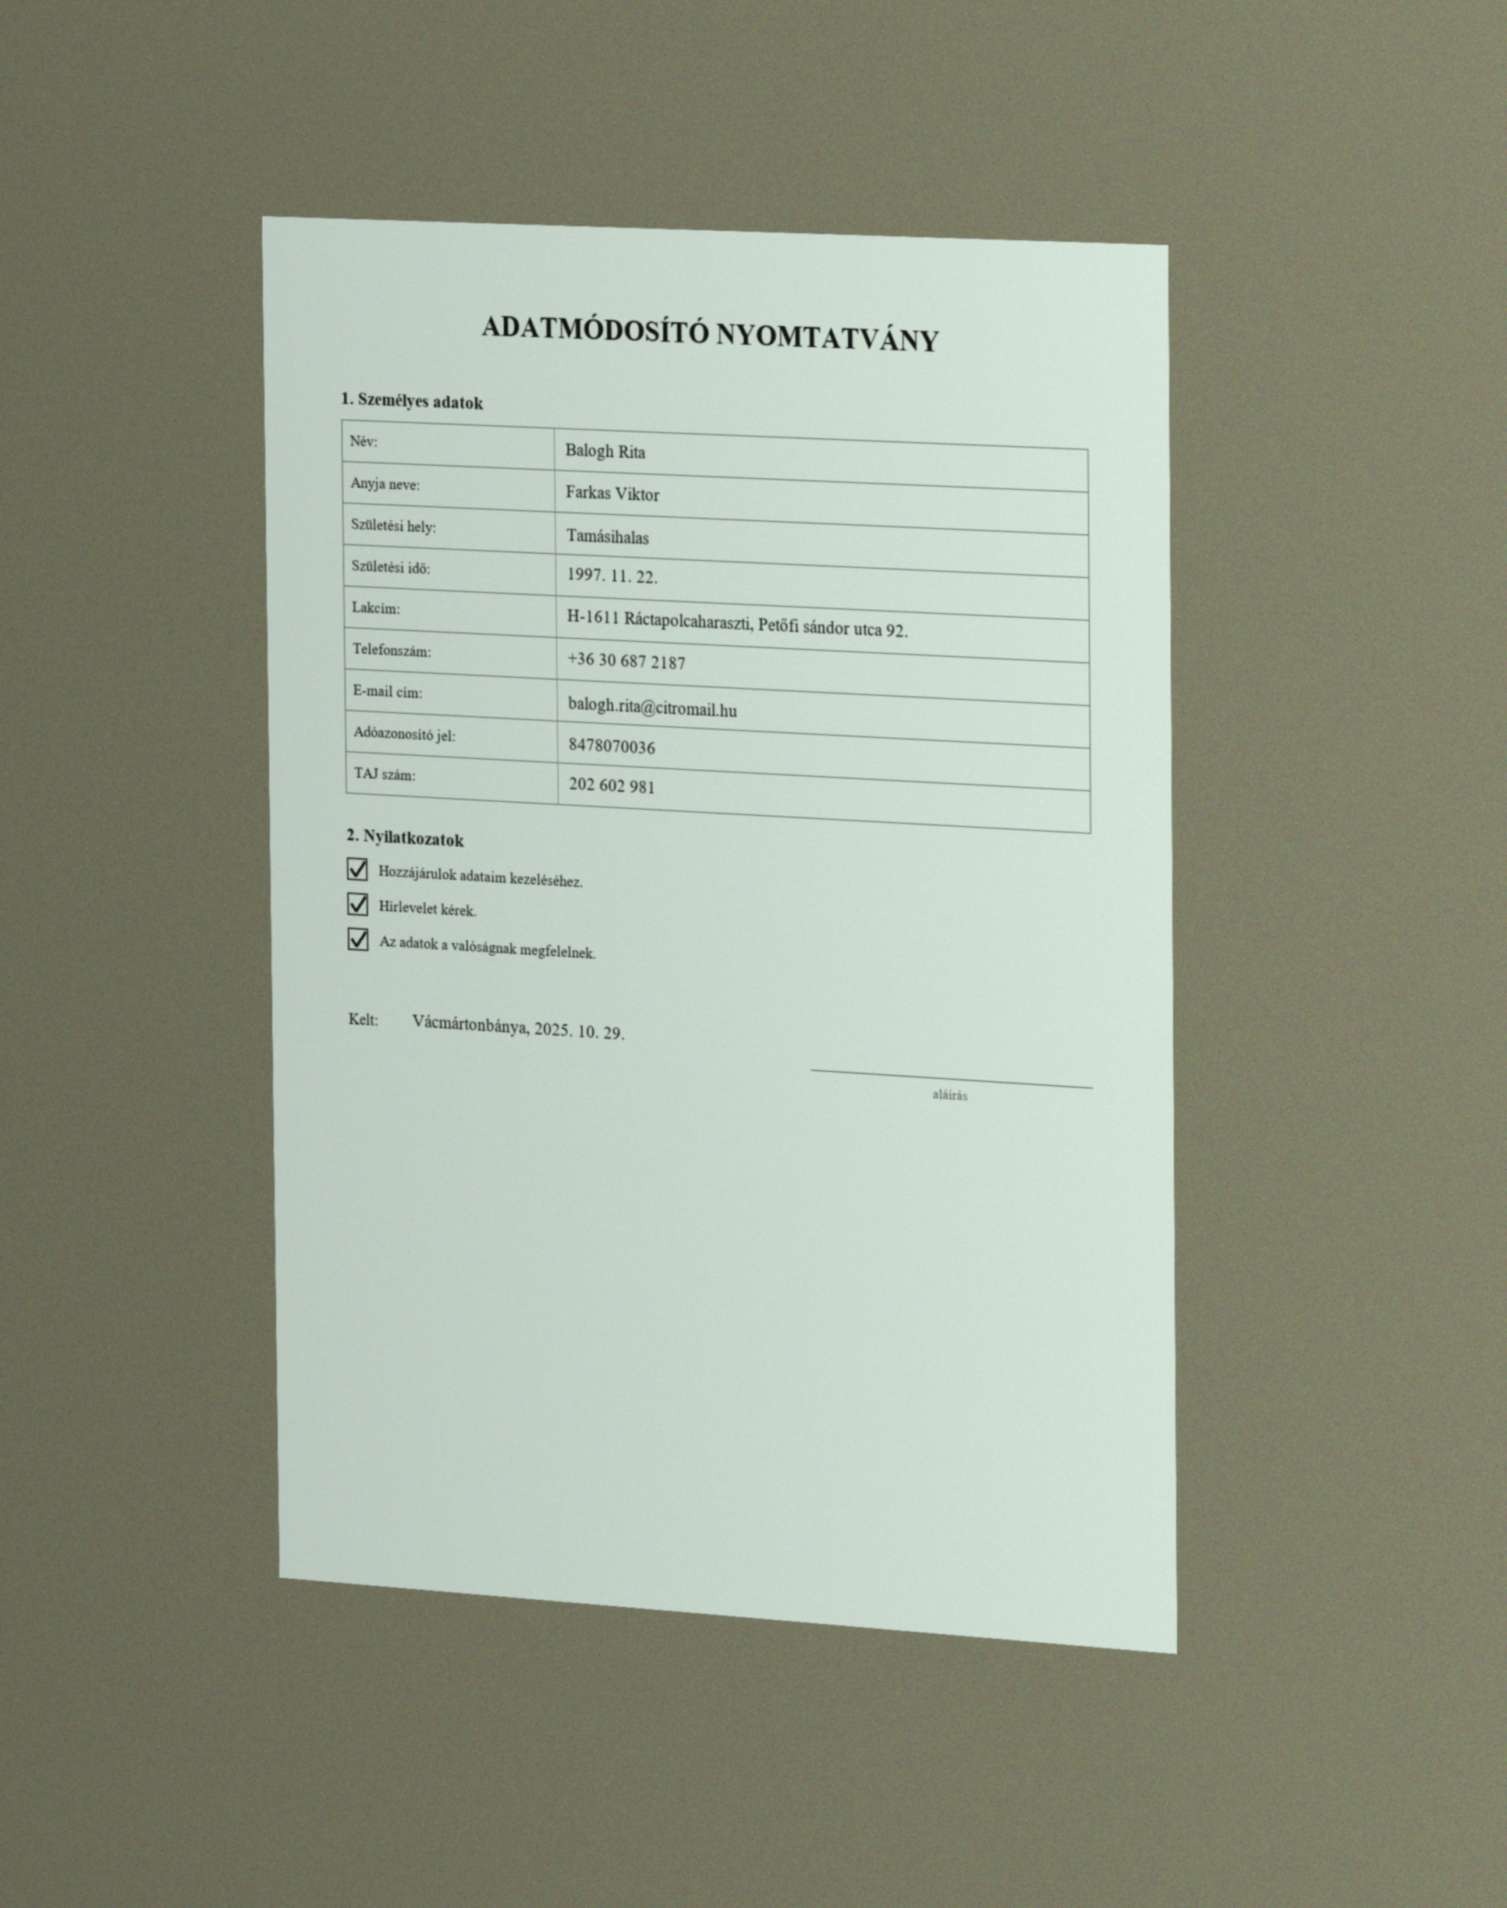 ADATMÓDOSÍTÓ NYOMTATVÁNY
1. Személyes adatok
Név: Balogh Rita
Anyja neve: Farkas Viktor
Születési hely: Tamásihalas
Születési idő: 1997. 11. 22.
Lakcím: H-1611 Ráctapolcaharaszti, Petőfi sándor utca 92.
Telefonszám: +36 30 687 2187
E-mail cím: balogh.rita@citromail.hu
Adóazonosító jel: 8478070036
TAJ szám: 202 602 981
2. Nyilatkozatok
Hozzájárulok adataim kezeléséhez.
Hírlevelet kérek.
Az adatok a valóságnak megfelelnek.
Kelt: Vácmártonbánya, 2025. 10. 29.
aláírás